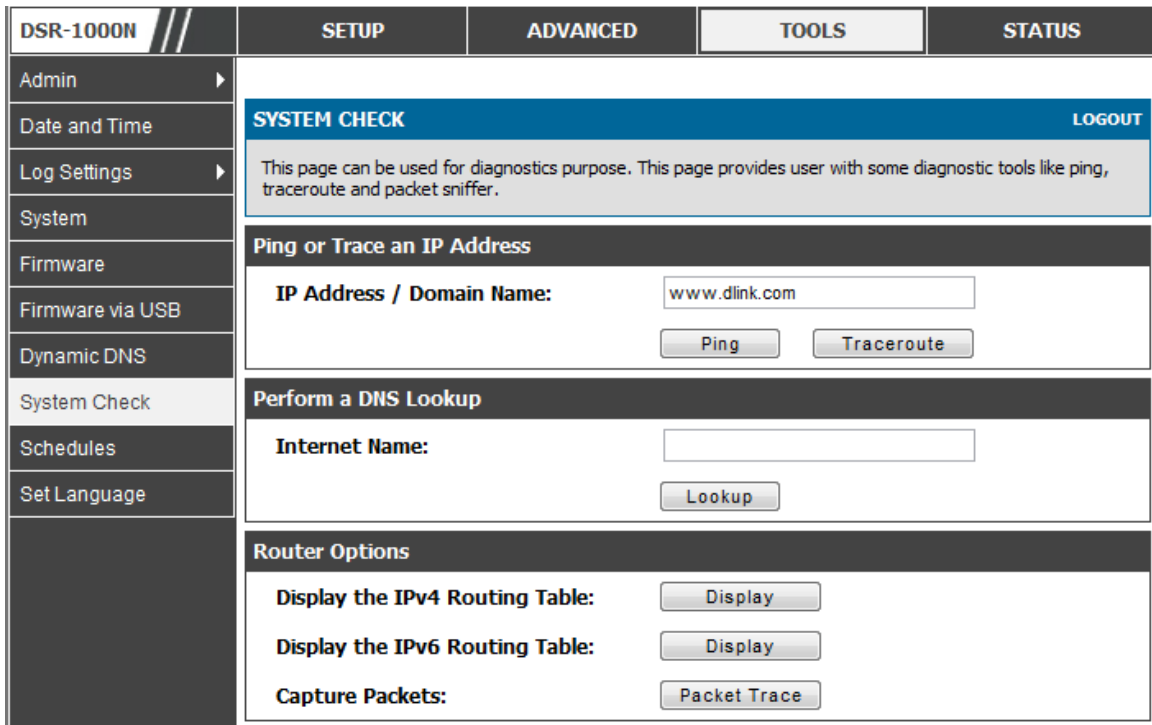 DSR-1000N
SETUP
ADVANCED
TOOLS
STATUS
Admin
Date and Time
Log Settings
System
Firmware
Firmware via USB
Dynamic DNS
System Check
Schedules
Set Language
SYSTEM CHECK
LOGOUT
This page can be used for diagnostics purpose. This page provides user with some diagnostic tools like ping,
traceroute and packet sniffer.
Ping or Trace an IP Address
IP Address / Domain Name:
www.dlink.com
Ping
Traceroute
Perform a DNS Lookup
Internet Name:
Lookup
Router Options
Display the IPv4 Routing Table:
Display
Display the IPv6 Routing Table:
Display
Capture Packets:
Packet Trace